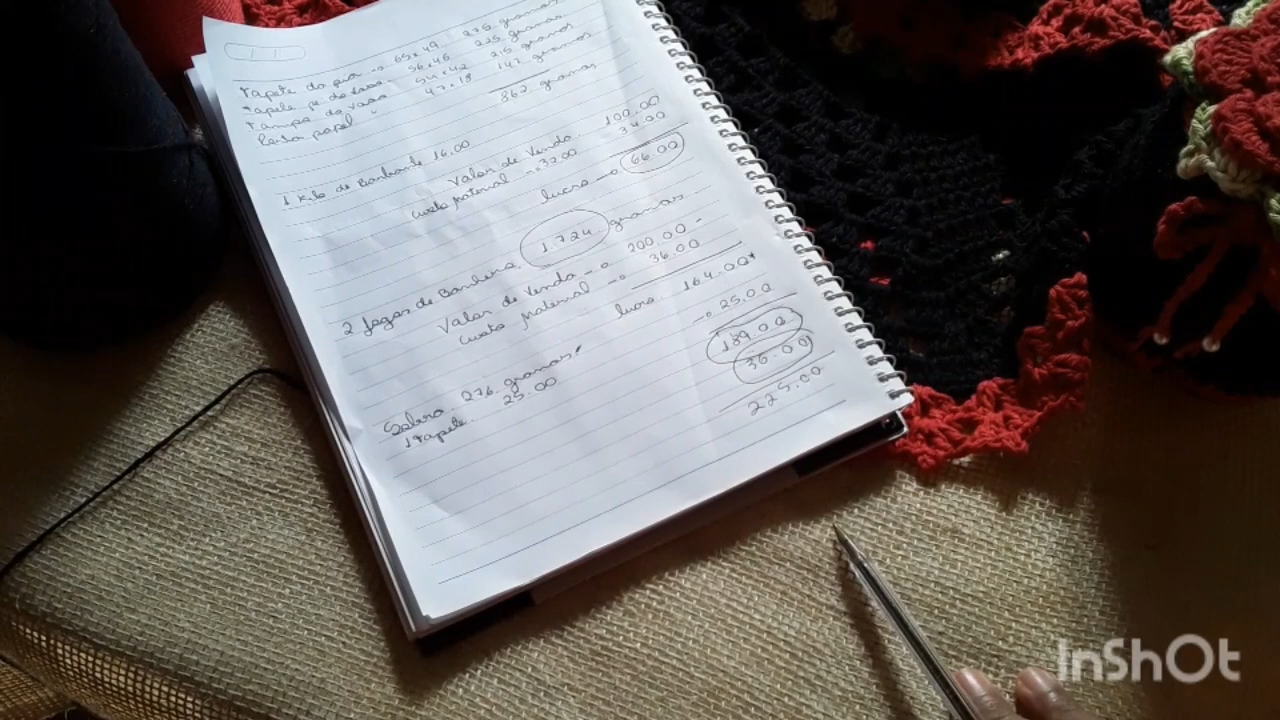 Tapete da pia -> 65x49 276 gramas
Tapete pé do vaso 56x46 225 gramas
Tampa do vaso 54x42 215 gramas
Porta papel 47x18 147 gramas
862 gramas
1 Kilo de Barbante 16.00
Valor de Venda 100.00
custo material -> 32.00 34.00
lucro -> 66.00
2 Jogos de Banheiro 1.724 gramas
Valor de Venda -> 200.00
custo material -> 36.00
lucro 164.00
-> 25.00
Sobra 276 gramas 189.00
1 tapete 25.00 36.00
225.00
InShOt